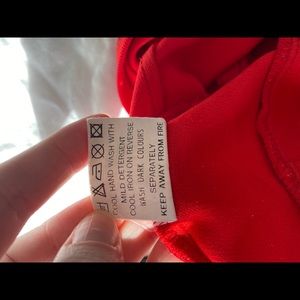 COOL HAND WASH WITH
MILD DETERGENT
COOL IRON ON REVERSE
WASH DARK COLOURS
SEPARATELY
KEEP AWAY FROM FIRE